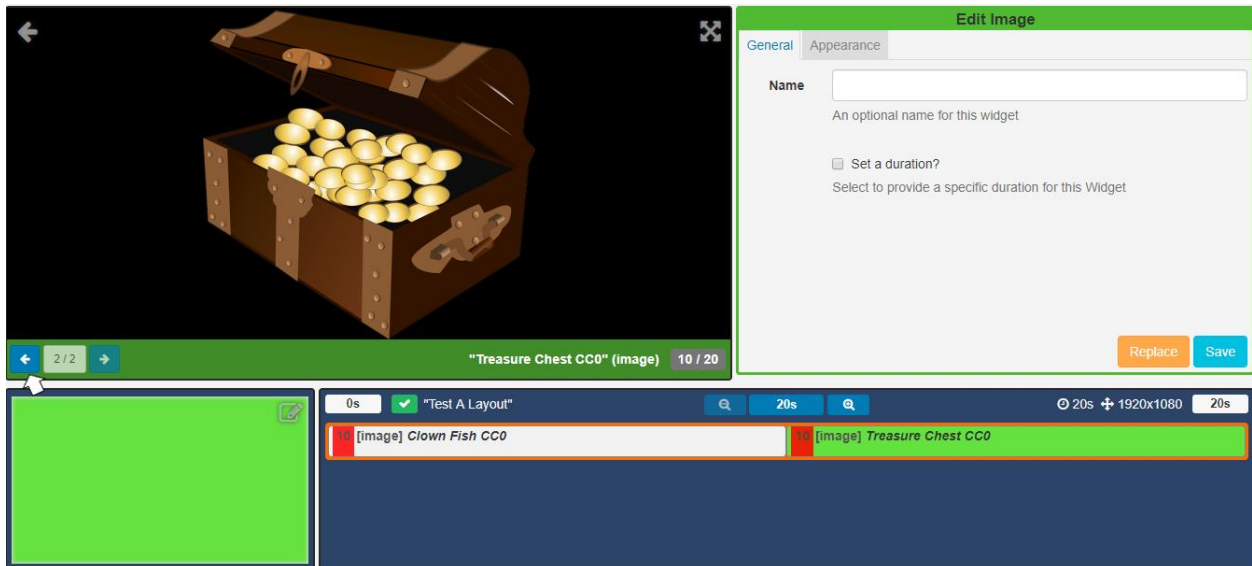 Edit Image
General Appearance
Name
An optional name for this widget
Set a duration?
Select to provide a specific duration for this Widget
Replace Save
2 / 2 "Treasure Chest CC0" (image) 10 / 20
0s "Test A Layout" 20s 20s 1920x1080 20s
10 [image] Clown Fish CC0 10 [image] Treasure Chest CC0